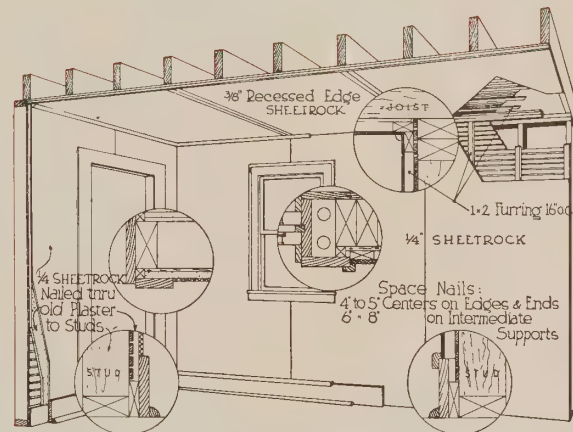 3/8" Recessed Edge
SHEETROCK
JOIST
1×2 Furring 16"o.c.
1/4" SHEETROCK
1/4 SHEETROCK
Nailed thru
old Plaster
to Studs
Space Nails:
4" to 5" Centers on Edges & Ends
6" - 8" on Intermediate
Supports
STUD
STUD